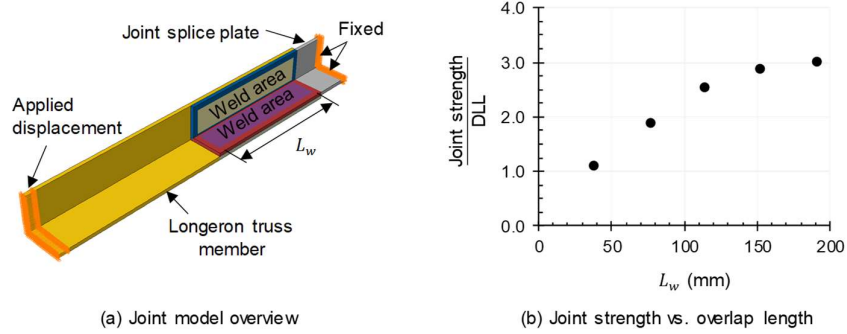 Joint splice plate
Fixed
Applied
displacement
Weld area
Weld area
L_w
Longeron truss
member
(a) Joint model overview
Joint strength
DLL
4.0
3.0
2.0
1.0
0.0
0
50
100
150
200
L_w (mm)
(b) Joint strength vs. overlap length